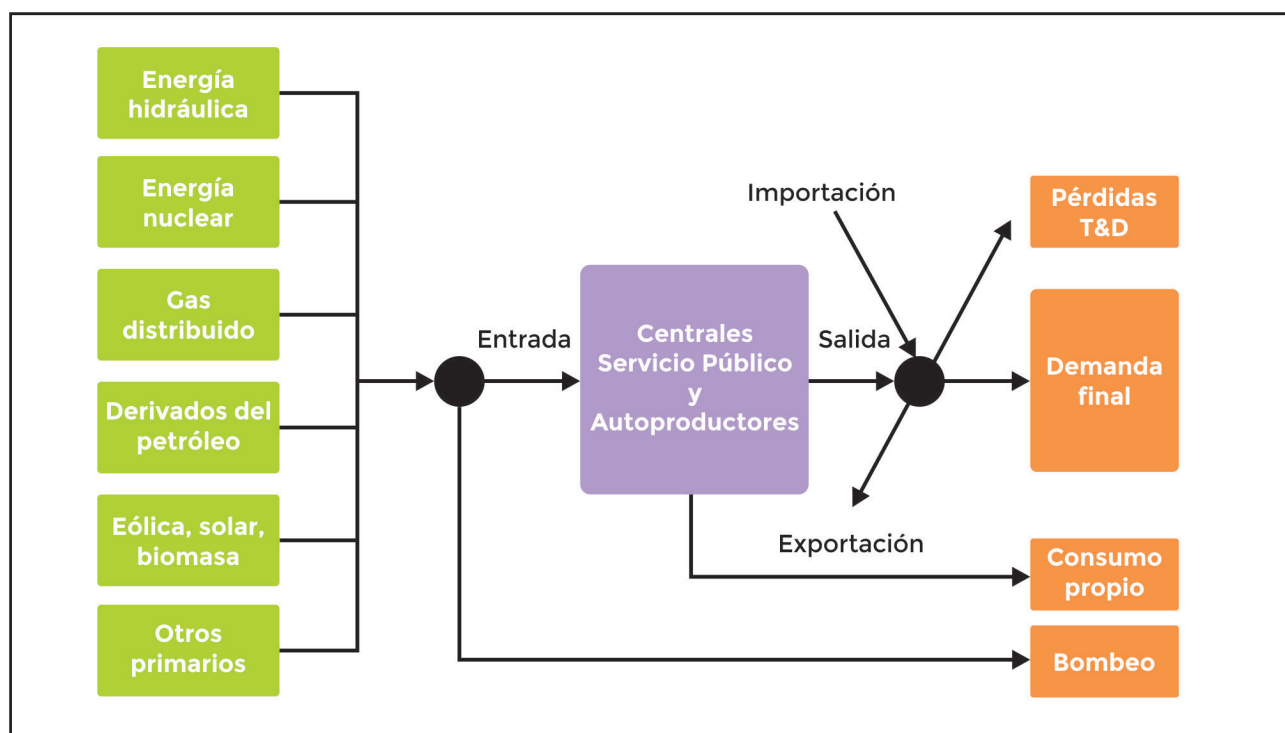 Energía
hidráulica
Energía
nuclear
Gas
distribuido
Derivados del
petróleo
Eólica, solar,
biomasa
Otros
primarios
Entrada
Centrales
Servicio Público
y
Autoproductores
Importación
Salida
Exportación
Pérdidas
T&D
Demanda
final
Consumo
propio
Bombeo